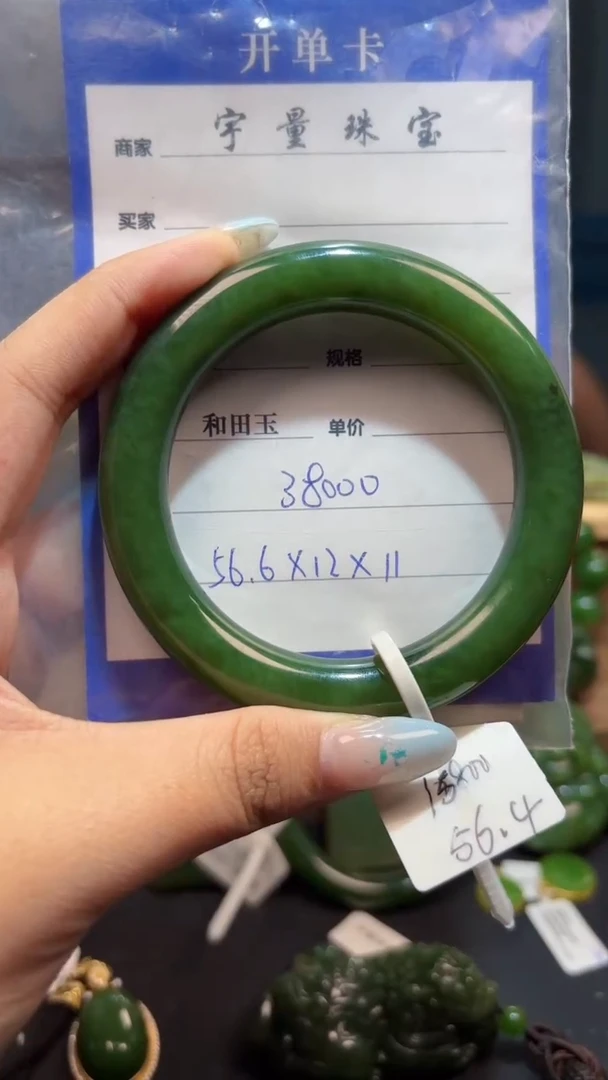 开单卡
商家 宇量珠宝
买家
规格
和田玉 单价
38000
56.6X12X11
56.4